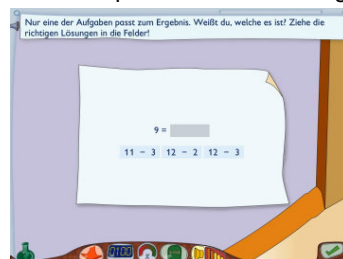 Nur eine der Aufgaben passt zum Ergebnis. Weißt du, welche es ist? Ziehe die
richtigen Lösungen in die Felder!
9 =
11 - 3 12 - 2 12 - 3